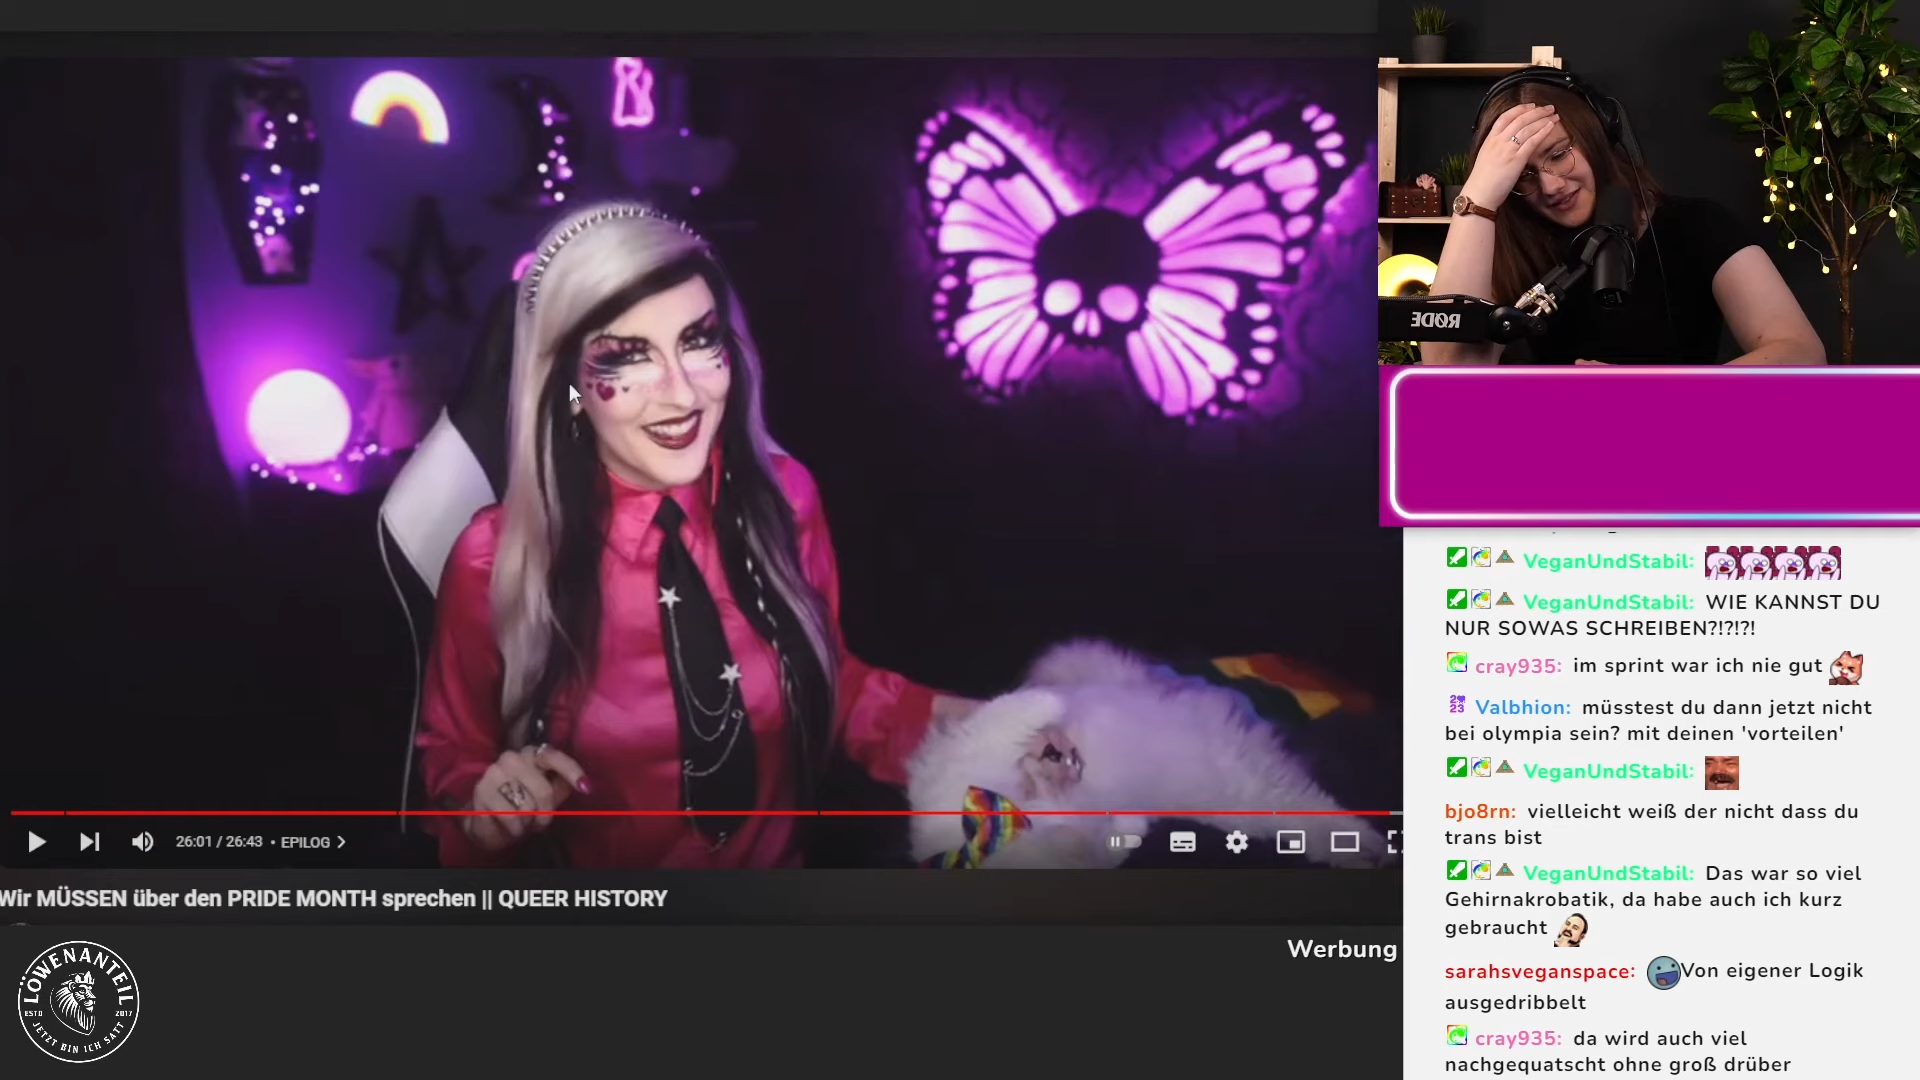 RØDE
VeganUndStabil:
VeganUndStabil: WIE KANNST DU
NUR SOWAS SCHREIBEN?!?!?!
cray935: im sprint war ich nie gut
Valbhion: müsstest du dann jetzt nicht
bei olympia sein? mit deinen 'vorteilen'
VeganUndStabil:
bjo8rn: vielleicht weiß der nicht dass du
trans bist
VeganUndStabil: Das war so viel
Gehirnakrobatik, da habe auch ich kurz
gebraucht
sarahsveganspace: Von eigener Logik
ausgedribbelt
cray935: da wird auch viel
nachgequatscht ohne groß drüber
26:01 / 26:43 • EPILOG
Wir MÜSSEN über den PRIDE MONTH sprechen || QUEER HISTORY
Werbung
LÖWENANTEIL
ESTD 2017
JETZT BIN ICH SATT